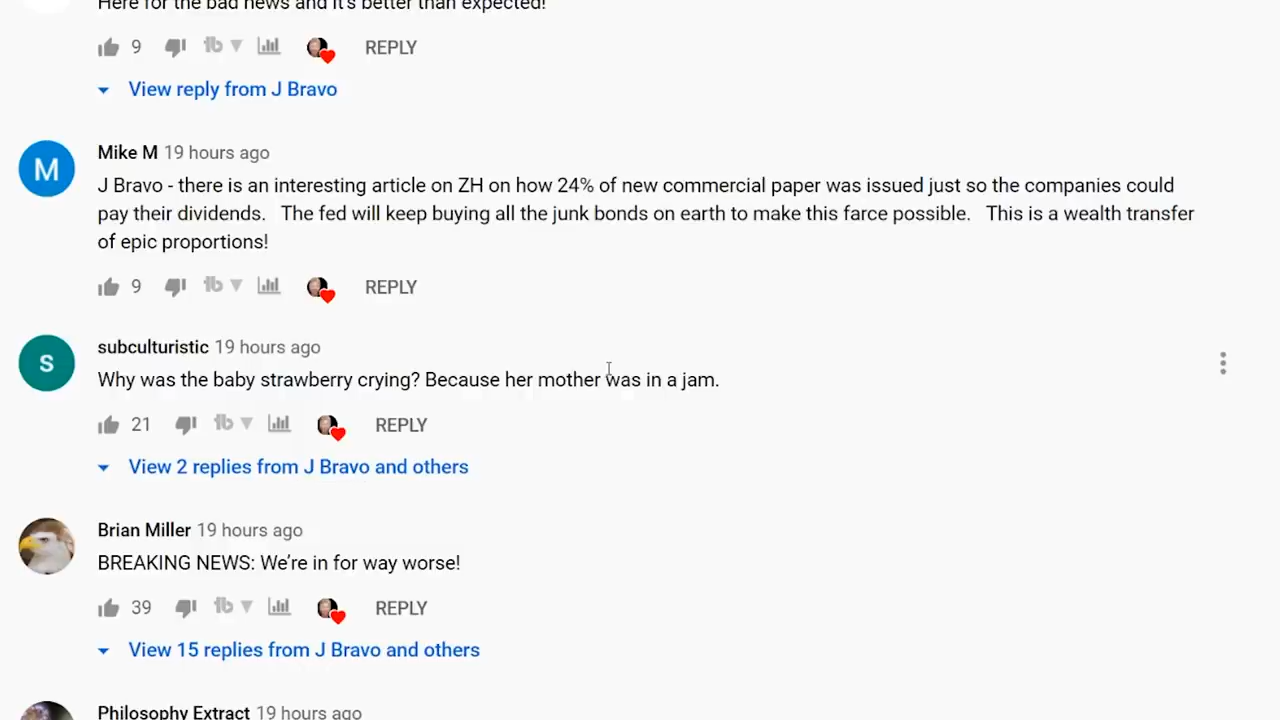 Here for the bad news and it's better than expected!
9 REPLY
View reply from J Bravo
M
Mike M 19 hours ago
J Bravo - there is an interesting article on ZH on how 24% of new commercial paper was issued just so the companies could
pay their dividends. The fed will keep buying all the junk bonds on earth to make this farce possible. This is a wealth transfer
of epic proportions!
9 tb REPLY
S
subculturistic 19 hours ago
Why was the baby strawberry crying? Because her mother was in a jam.
21 tb REPLY
View 2 replies from J Bravo and others
Brian Miller 19 hours ago
BREAKING NEWS: We’re in for way worse!
39 tb REPLY
View 15 replies from J Bravo and others
Philosophy Extract 19 hours ago